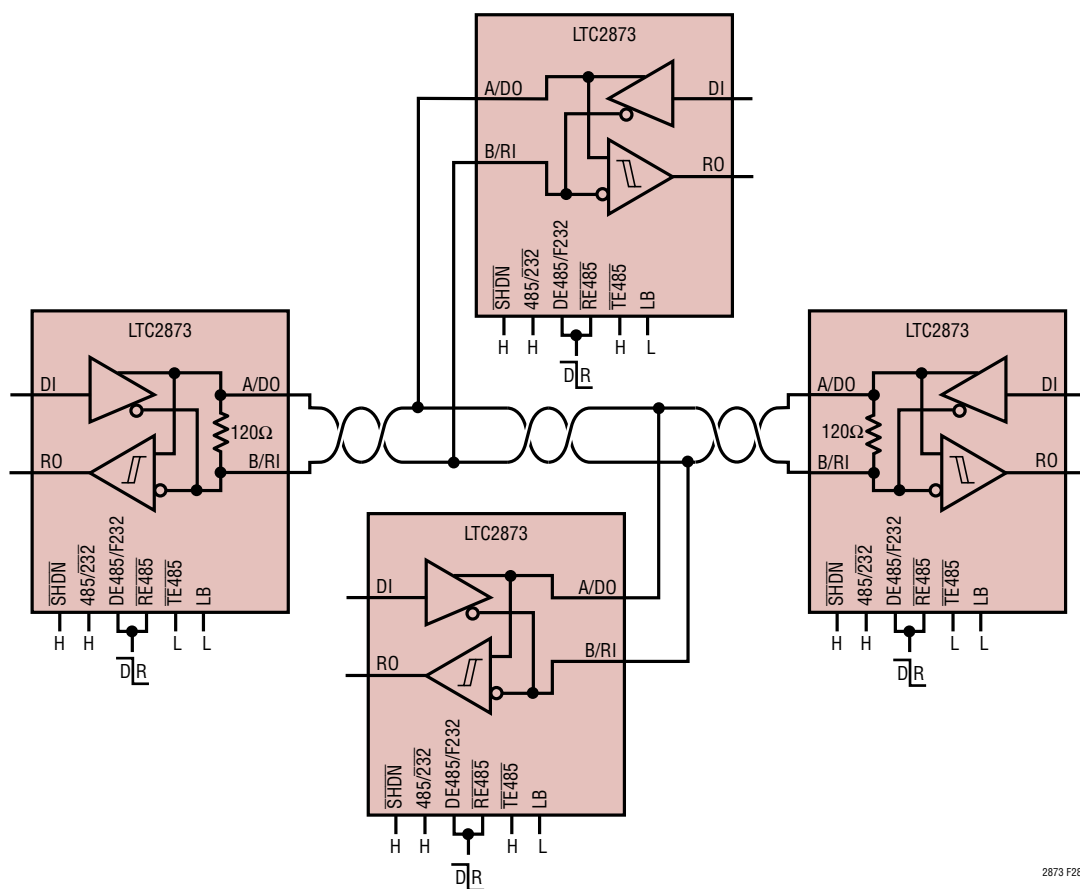 LTC2873
A/DO
DI
B/RI
RO
SHDN
485/232
DE485/F232
RE485
TE485
LB
H
H
H
L
D R
LTC2873
DI
A/DO
120Ω
RO
B/RI
SHDN
485/232
DE485/F232
RE485
TE485
LB
H
H
L
L
D R
LTC2873
A/DO
DI
120Ω
B/RI
RO
SHDN
485/232
DE485/F232
RE485
TE485
LB
H
H
L
L
D R
LTC2873
DI
A/DO
RO
B/RI
SHDN
485/232
DE485/F232
RE485
TE485
LB
H
H
H
L
D R
2873 F28